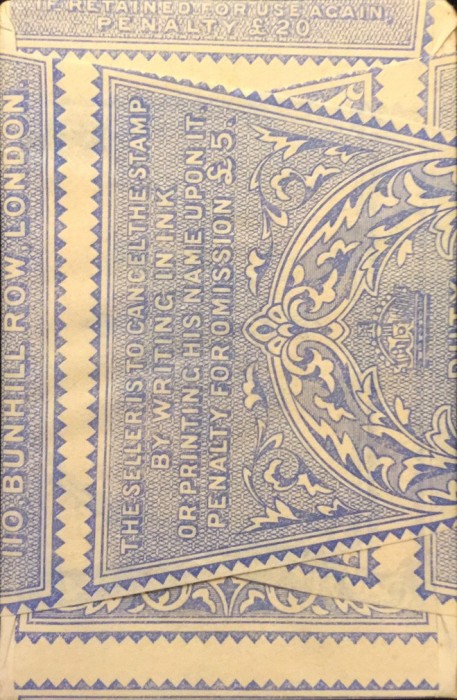 IF RETAINED FOR USE AGAIN,
PENALTY £20
110 BUNHILL ROW, LONDON
THE SELLER IS TO CANCEL THE STAMP
BY WRITING IN INK
OR PRINTING HIS NAME UPON IT.
PENALTY FOR OMISSION £5.